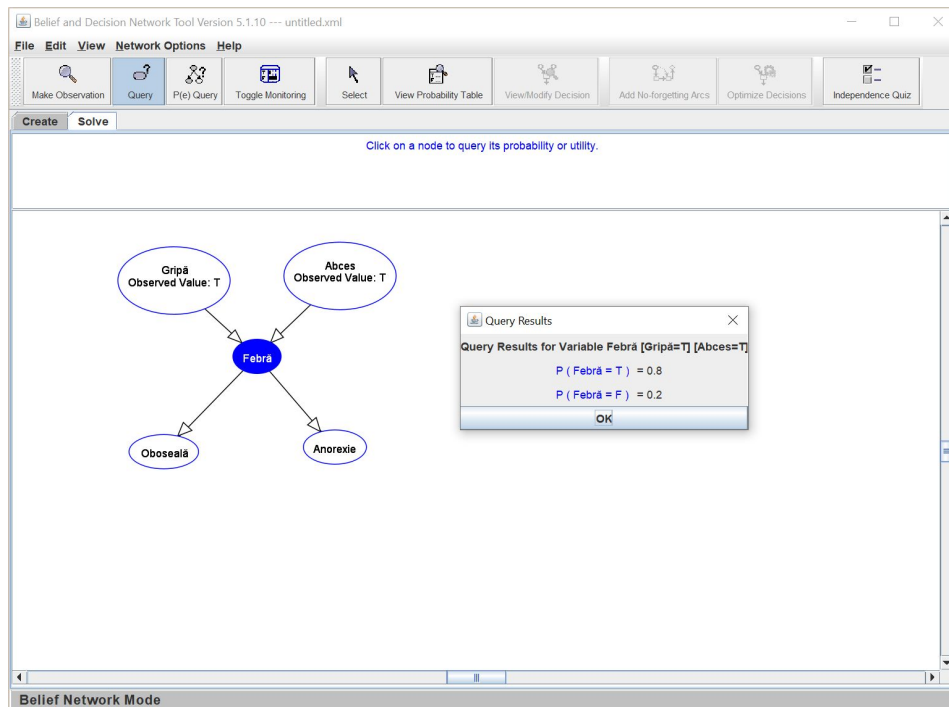 Belief and Decision Network Tool Version 5.1.10 --- untitled.xml
File Edit View Network Options Help
Make Observation Query P(e) Query Toggle Monitoring Select View Probability Table View/Modify Decision Add No-forgetting Arcs Optimize Decisions Independence Quiz
Create Solve
Click on a node to query its probability or utility.
Gripă
Observed Value: T
Abces
Observed Value: T
Febră
Oboseală
Anorexie
Query Results
Query Results for Variable Febră [Gripă=T] [Abces=T]
P ( Febră = T ) = 0.8
P ( Febră = F ) = 0.2
OK
Belief Network Mode